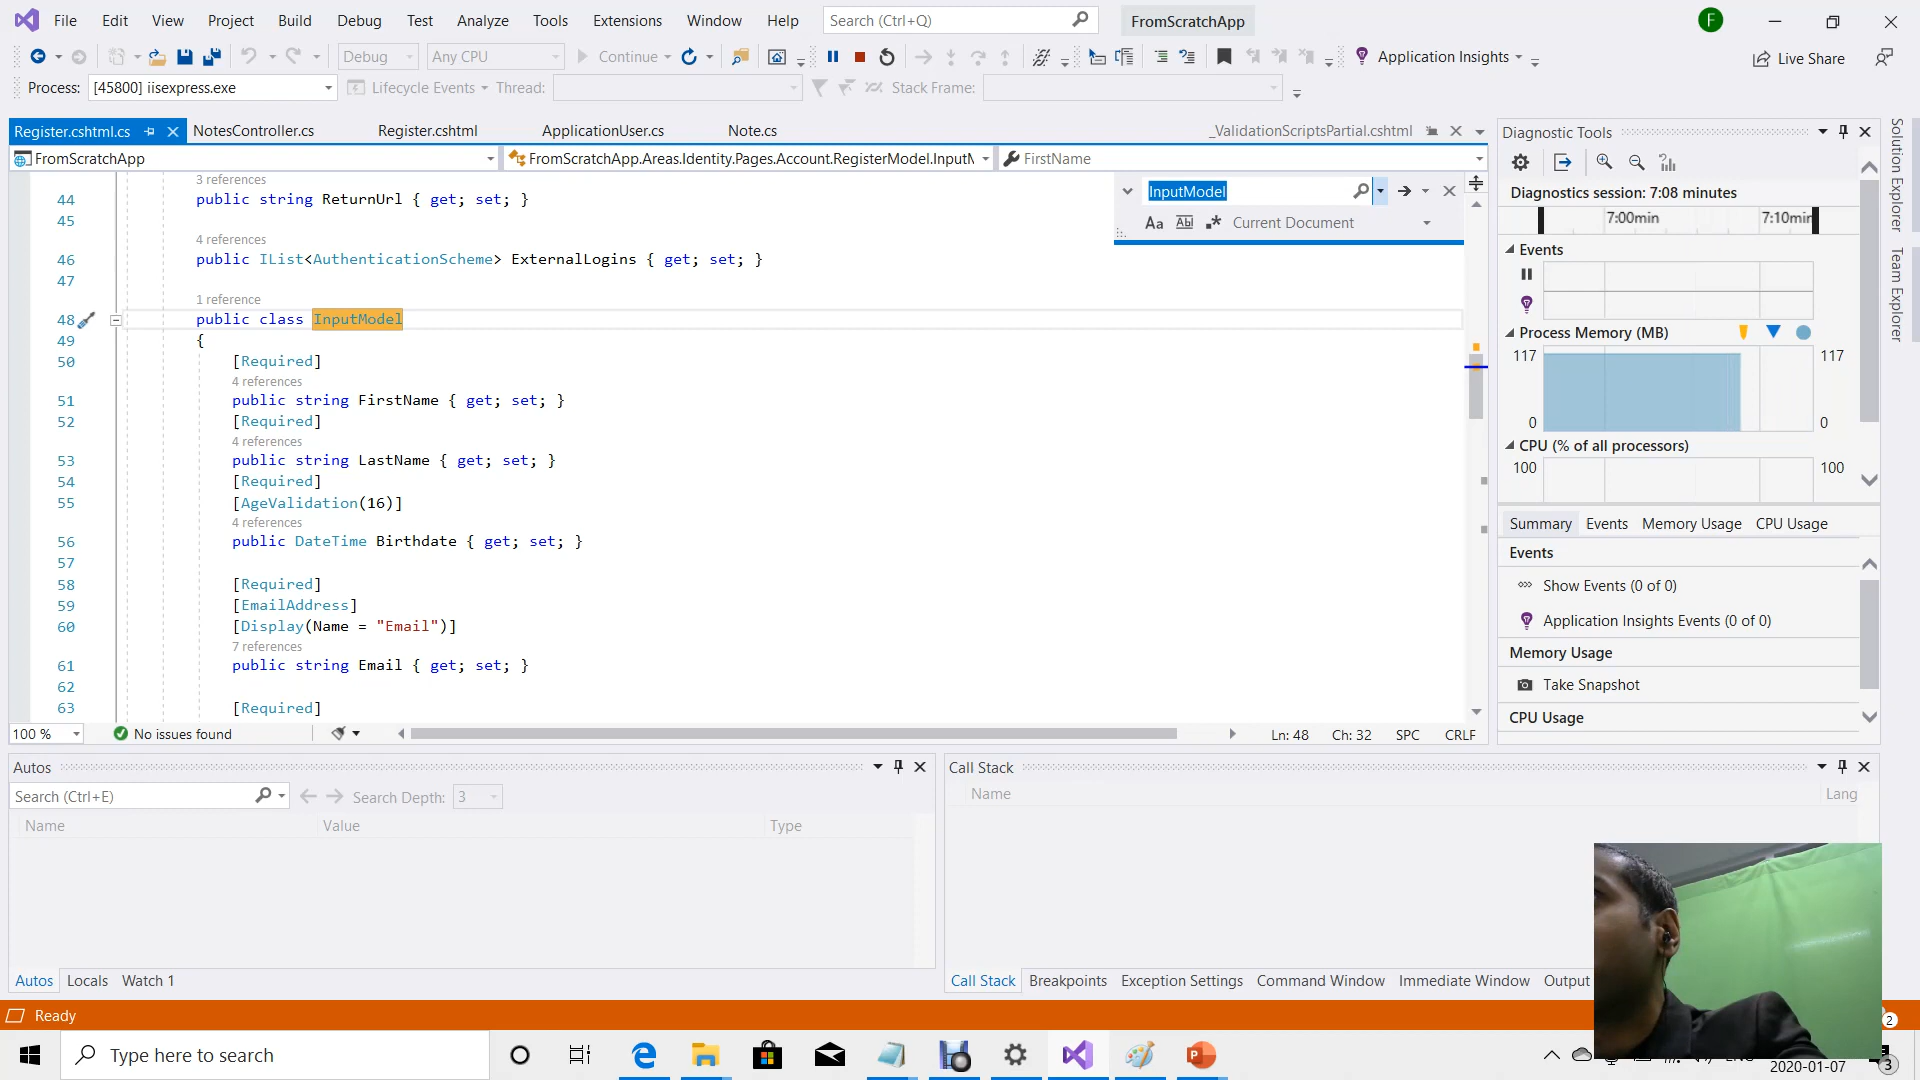 File Edit View Project Build Debug Test Analyze Tools Extensions Window Help Search (Ctrl+Q) FromScratchApp F
Debug Any CPU Continue Application Insights Live Share
Process: [45800] iisexpress.exe Lifecycle Events Thread: Stack Frame:
Register.cshtml.cs NotesController.cs Register.cshtml ApplicationUser.cs Note.cs _ValidationScriptsPartial.cshtml
FromScratchApp FromScratchApp.Areas.Identity.Pages.Account.RegisterModel.InputM FirstName
InputModel
Aa Abl Current Document
3 references
44 public string ReturnUrl { get; set; }
45
4 references
46 public IList<AuthenticationScheme> ExternalLogins { get; set; }
47
1 reference
48 public class InputModel
49 {
50 [Required]
4 references
51 public string FirstName { get; set; }
52 [Required]
4 references
53 public string LastName { get; set; }
54 [Required]
55 [AgeValidation(16)]
4 references
56 public DateTime Birthdate { get; set; }
57
58 [Required]
59 [EmailAddress]
60 [Display(Name = "Email")]
7 references
61 public string Email { get; set; }
62
63 [Required]
100 % No issues found Ln: 48 Ch: 32 SPC CRLF
Diagnostic Tools
Diagnostics session: 7:08 minutes
7:00min 7:10min
Events
Process Memory (MB)
117 117
0 0
CPU (% of all processors)
100 100
Summary Events Memory Usage CPU Usage
Events
Show Events (0 of 0)
Application Insights Events (0 of 0)
Memory Usage
Take Snapshot
CPU Usage
Solution Explorer
Team Explorer
Autos
Search (Ctrl+E) Search Depth: 3
Name Value Type
Autos Locals Watch 1
Call Stack
Name Lang
Call Stack Breakpoints Exception Settings Command Window Immediate Window Output
Ready 2
Type here to search
2020-01-07 3